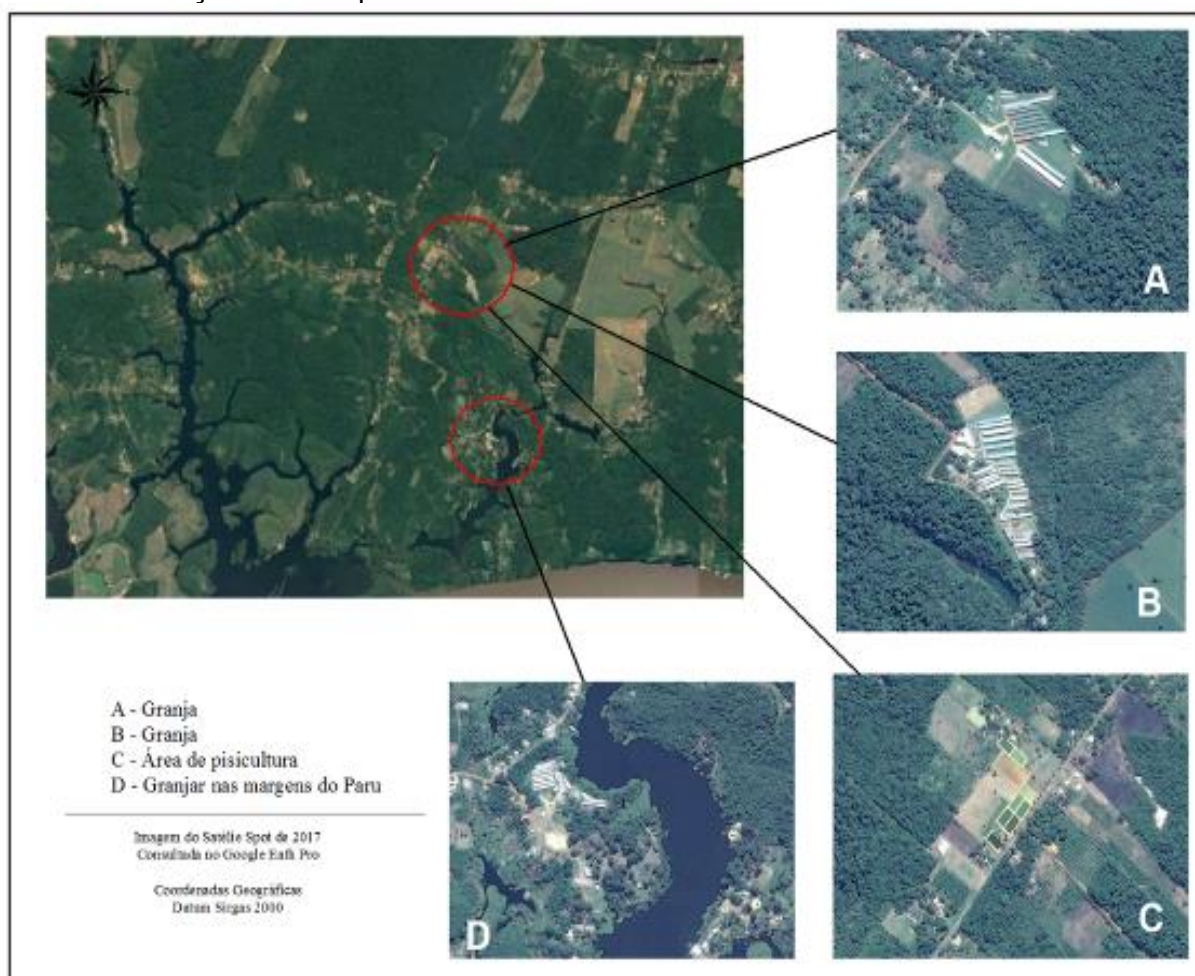 A
B
C
D
A - Granja
B - Granja
C - Área de pisicultura
D - Granjar nas margens do Paru
Imagem do Satélie Spot de 2017
Consultada no Google Eath Pro
Coordenadas Geográficas
Datum Sirgas 2000